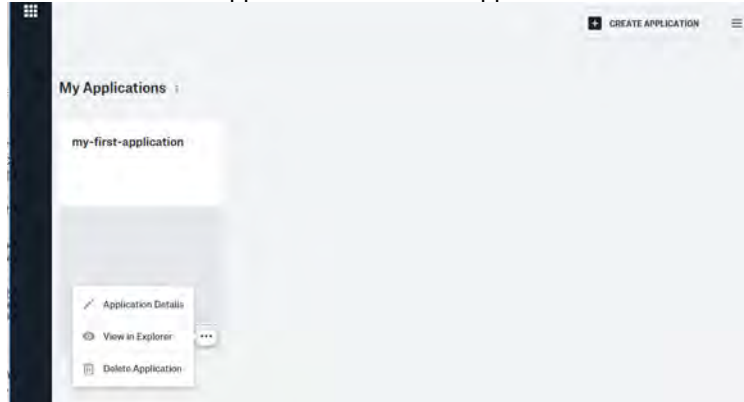 CREATE APPLICATION
My Applications
my-first-application
Application Details
View in Explorer
Delete Application